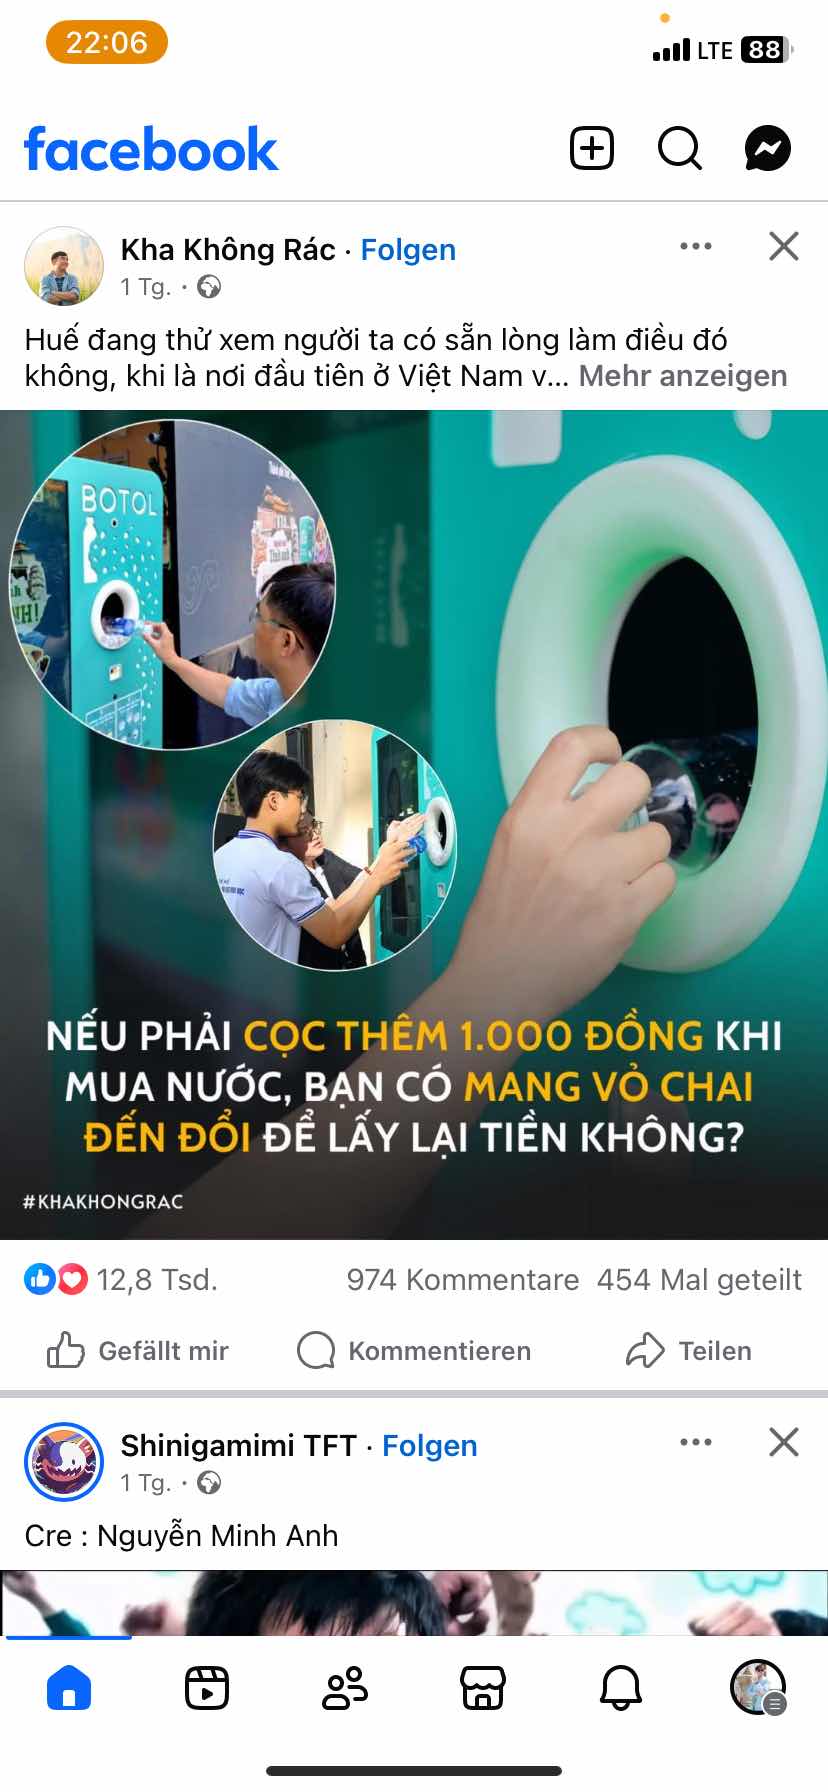 22:06
LTE 88
facebook
Kha Không Rác · Folgen
1 Tg. ·
Huế đang thử xem người ta có sẵn lòng làm điều đó
không, khi là nơi đầu tiên ở Việt Nam v... Mehr anzeigen
BOTOL
NẾU PHẢI CỌC THÊM 1.000 ĐỒNG KHI
MUA NƯỚC, BẠN CÓ MANG VỎ CHAI
ĐẾN ĐỔI ĐỂ LẤY LẠI TIỀN KHÔNG?
#KHAKHONGRAC
12,8 Tsd. 974 Kommentare 454 Mal geteilt
Gefällt mir Kommentieren Teilen
Shinigamimi TFT · Folgen
1 Tg. ·
Cre : Nguyễn Minh Anh